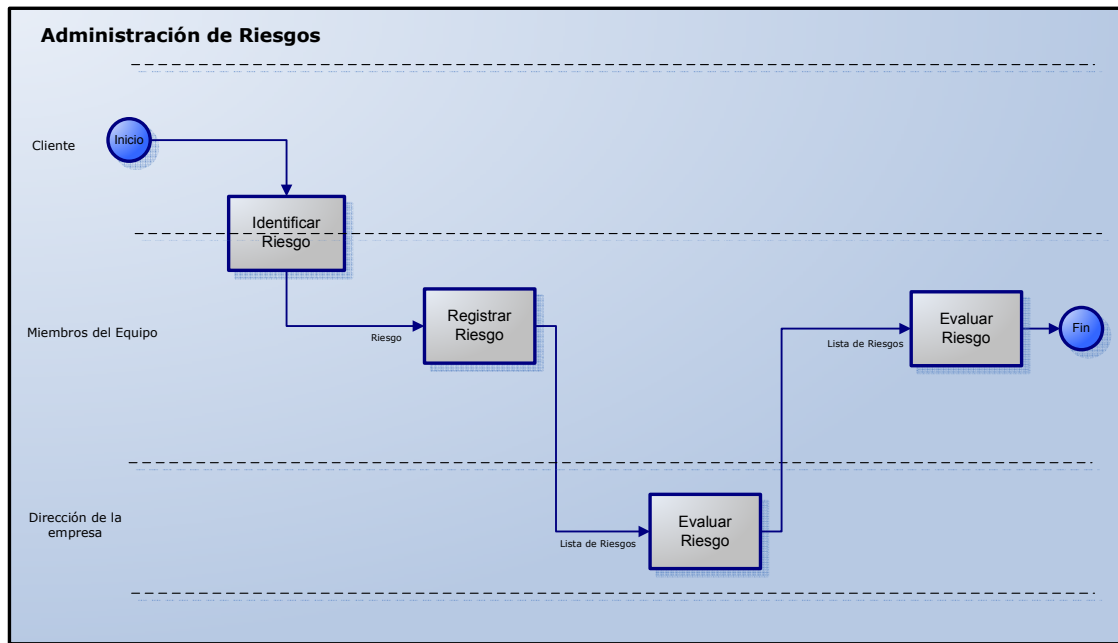 Administración de Riesgos
Cliente
Inicio
Identificar
Riesgo
Miembros del Equipo
Riesgo
Registrar
Riesgo
Lista de Riesgos
Evaluar
Riesgo
Fin
Dirección de la
empresa
Lista de Riesgos
Evaluar
Riesgo